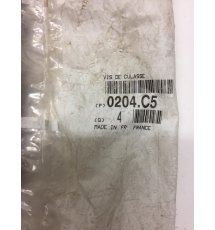 VIS DE CULASSE
(P) 0204.C5
(Q) 4
MADE IN FR FRANCE